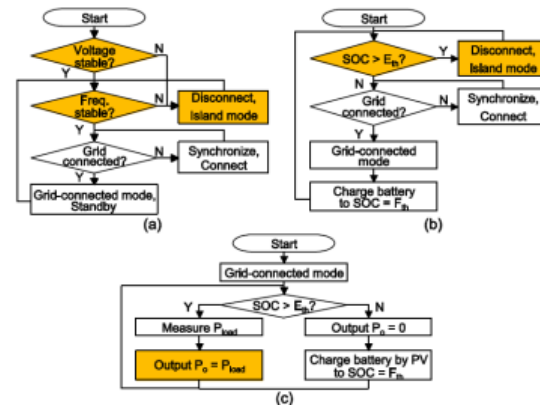 Start
Voltage
stable?
N
Y
Freq.
stable?
N
Disconnect,
Island mode
Y
Grid
connected?
N
Synchronize,
Connect
Y
Grid-connected mode,
Standby
(a)
Start
SOC > Eth?
Y
Disconnect,
Island mode
N
Grid
connected?
N
Synchronize,
Connect
Y
Grid-connected
mode
Charge battery
to SOC = Fth
(b)
Start
Grid-connected mode
Y
SOC > Eth?
N
Measure Pload
Output Po = 0
Output Po = Pload
Charge battery by PV
to SOC = Fth
(c)